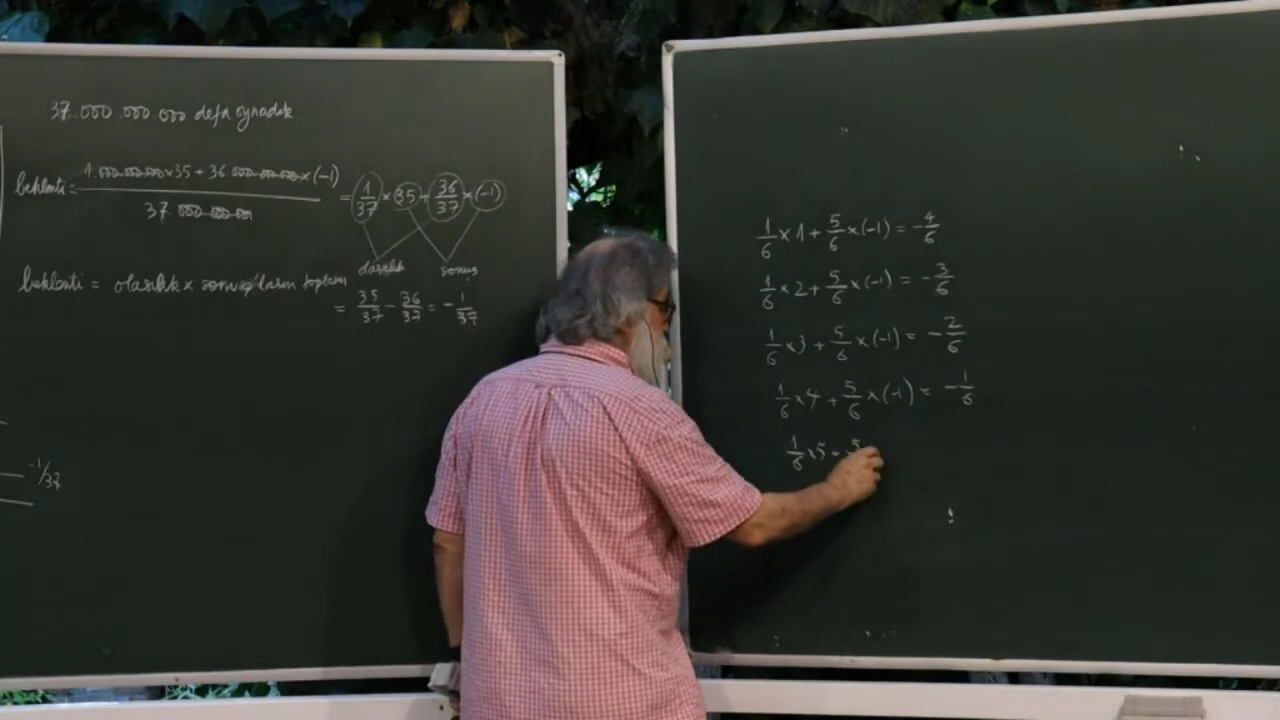 37.000.000.000 defa oynadık
beklenti = 1.000.000.000×35 + 36.000.000.000×(-1) / 37.000.000.000 = 1/37 × 35 + 36/37 × (-1)
olasılık sonuç
beklenti = olasılık × sonuç'ların toplamı
= 35/37 - 36/37 = - 1/37
-1/37
1/6 × 1 + 5/6 × (-1) = - 4/6
1/6 × 2 + 5/6 × (-1) = - 3/6
1/6 × 3 + 5/6 × (-1) = - 2/6
1/6 × 4 + 5/6 × (-1) = - 1/6
1/6 × 5 + 5